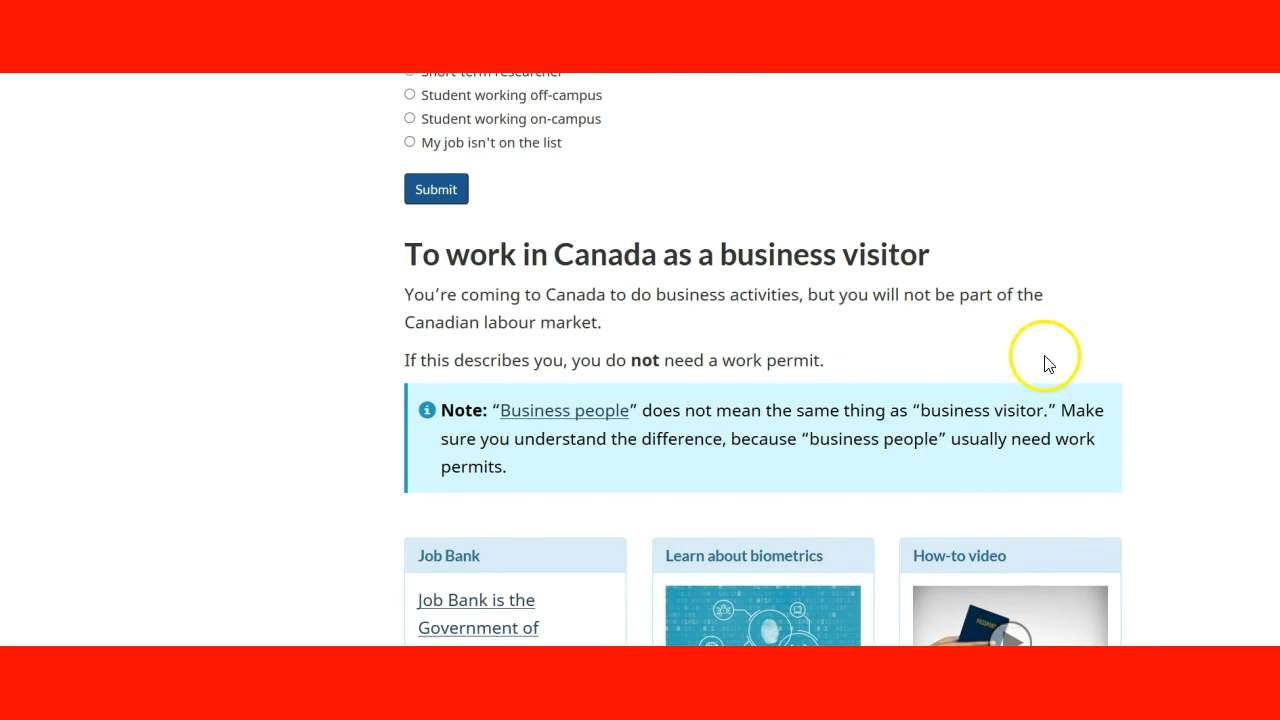 Short-term researcher
Student working off-campus
Student working on-campus
My job isn't on the list
Submit
To work in Canada as a business visitor
You’re coming to Canada to do business activities, but you will not be part of the
Canadian labour market.
If this describes you, you do not need a work permit.
Note: “Business people” does not mean the same thing as “business visitor.” Make
sure you understand the difference, because “business people” usually need work
permits.
Job Bank
Job Bank is the
Government of
Learn about biometrics
How-to video
PASSPORT